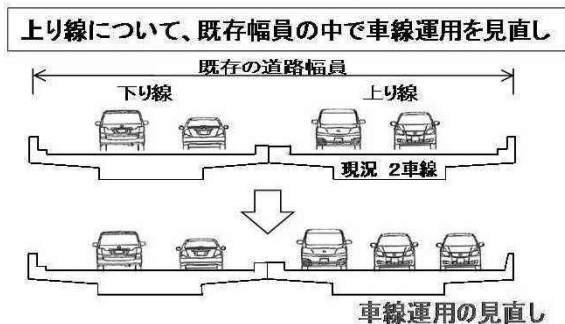 上り線について、既存幅員の中で車線運用を見直し
既存の道路幅員
下り線
上り線
現況 2車線
車線運用の見直し